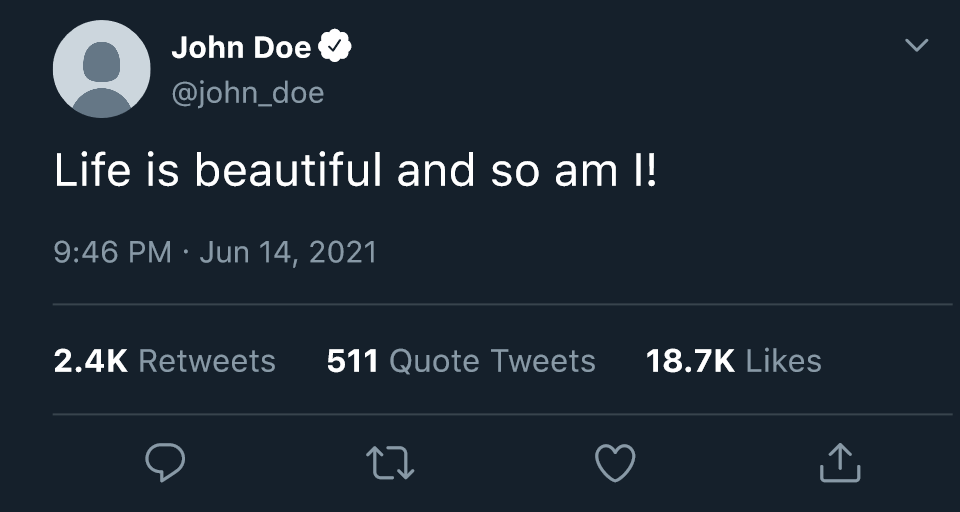 John Doe
@john_doe
Life is beautiful and so am I!
9:46 PM · Jun 14, 2021
2.4K Retweets 511 Quote Tweets 18.7K Likes